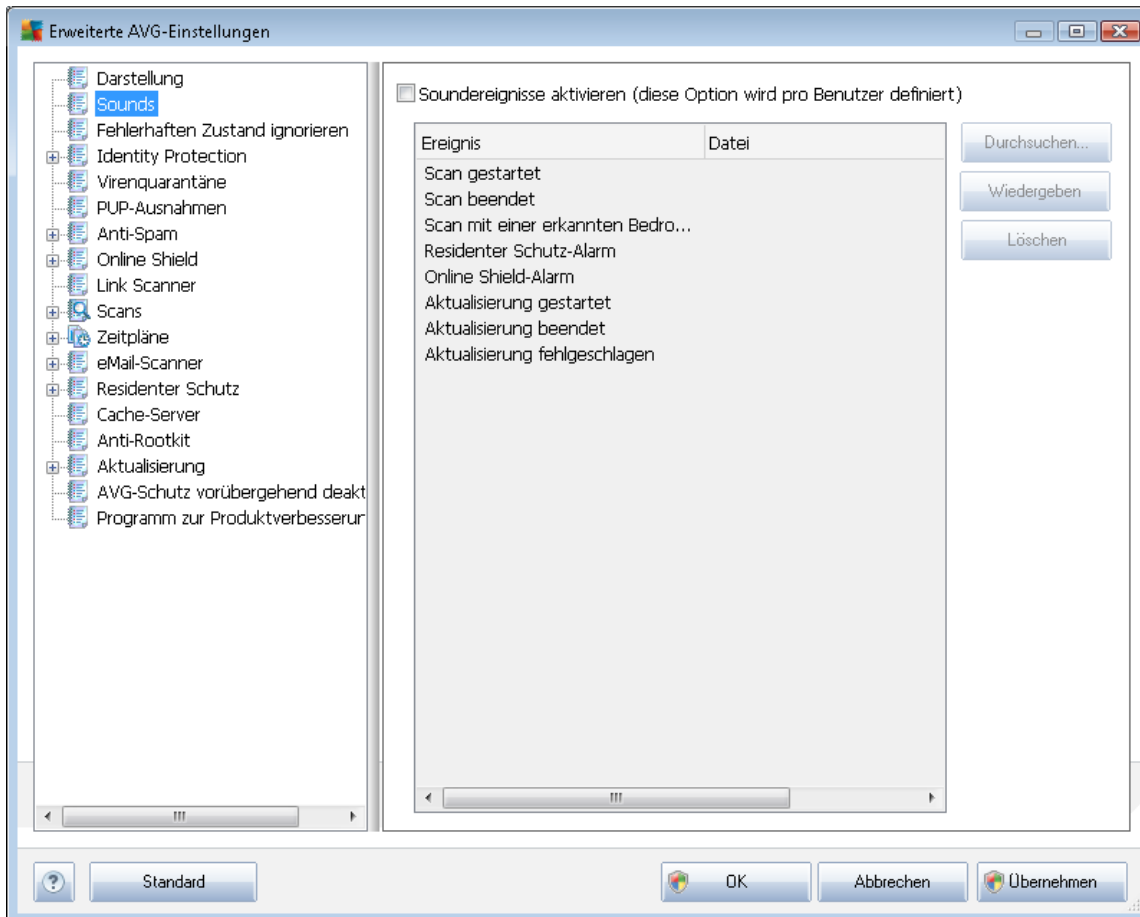 Erweiterte AVG-Einstellungen
Darstellung
Sounds
Fehlerhaften Zustand ignorieren
Identity Protection
Virenquarantäne
PUP-Ausnahmen
Anti-Spam
Online Shield
Link Scanner
Scans
Zeitpläne
eMail-Scanner
Residenter Schutz
Cache-Server
Anti-Rootkit
Aktualisierung
AVG-Schutz vorübergehend deakt
Programm zur Produktverbesserur
Soundereignisse aktivieren (diese Option wird pro Benutzer definiert)
Ereignis Datei
Scan gestartet
Scan beendet
Scan mit einer erkannten Bedro...
Residenter Schutz-Alarm
Online Shield-Alarm
Aktualisierung gestartet
Aktualisierung beendet
Aktualisierung fehlgeschlagen
Durchsuchen...
Wiedergeben
Löschen
? Standard OK Abbrechen Übernehmen